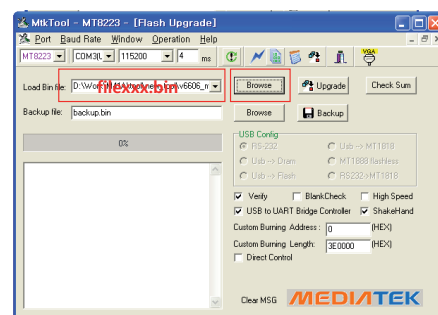 MtkTool - MT8223 - [Flash Upgrade]
Port Baud Rate Window Operation Help
MT8223 COM3(L 115200 4 ms VGA
Load Bin file: filexxx.bin Browse Upgrade Check Sum
Backup file: backup.bin Browse Backup
USB Config
0% RS-232 Usb --> MT1818
Usb --> Dram MT1888 flashless
Usb --> Flash RS232->MT1818
Verify BlankCheck High Speed
USB to UART Bridge Controller ShakeHand
Custom Burning Address: 0 (HEX)
Custom Burning Length: 3E0000 (HEX)
Direct Control
Clear MSG MEDIATEK